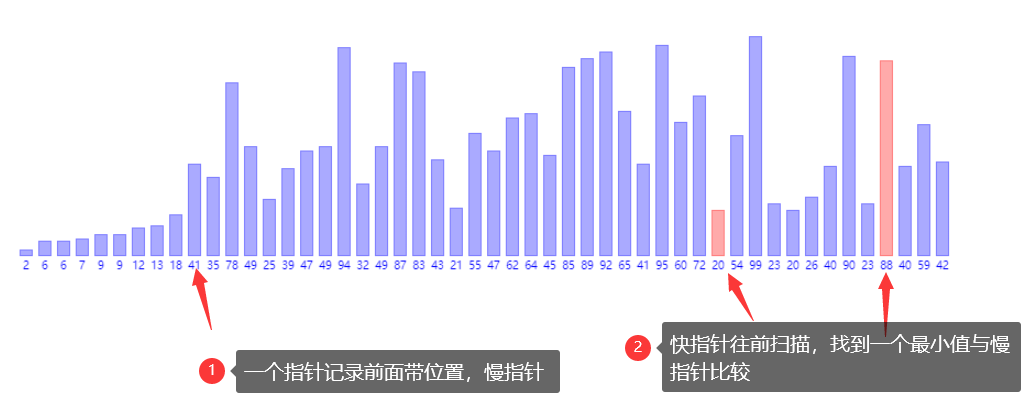 2 6 6 7 9 9 12 13 18 41 35 78 49 25 39 47 49 94 32 49 87 83 43 21 55 47 62 64 45 85 89 92 65 41 95 60 72 20 54 99 23 20 26 40 90 23 88 40 59 42
1
一个指针记录前面带位置，慢指针
2
快指针往前扫描，找到一个最小值与慢
指针比较